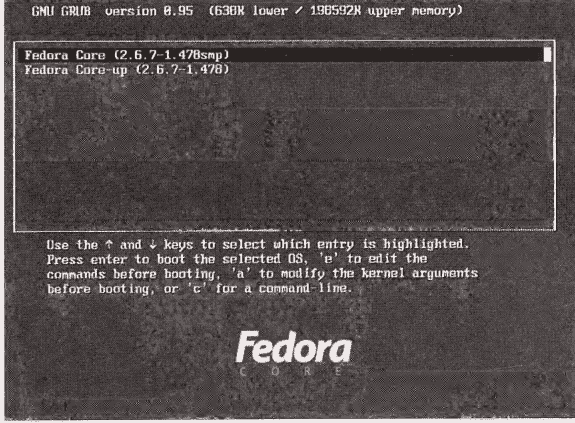 GNU GRUB version 0.95 (638K lower / 196592K upper memory)
Fedora Core (2.6.7-1.478smp)
Fedora Core-up (2.6.7-1.478)
Use the ↑ and ↓ keys to select which entry is highlighted.
Press enter to boot the selected OS, 'e' to edit the
commands before booting, 'a' to modify the kernel arguments
before booting, or 'c' for a command-line.
Fedora
CORE